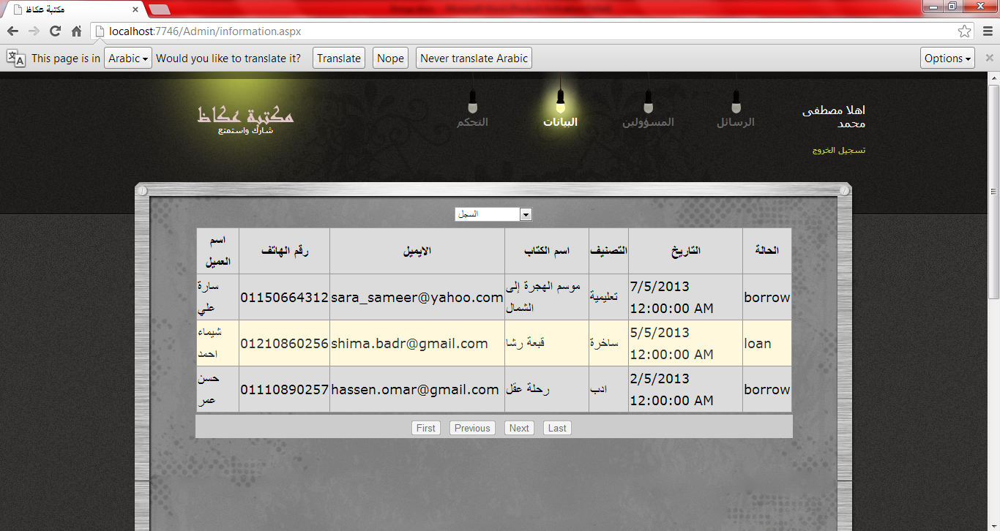 مكتبة عكاظ
localhost:7746/Admin/information.aspx
This page is in Arabic Would you like to translate it? Translate Nope Never translate Arabic Options
مكتبة عكاظ
شارك واستمتع
التحكم
البيانات
المسؤولين
الرسائل
اهلا مصطفى
محمد
تسجيل الخروج
السجل
اسم العميل رقم الهاتف الايميل اسم الكتاب التصنيف التاريخ الحالة
سارة علي 01150664312 sara_sameer@yahoo.com موسم الهجرة إلى الشمال تعليمية 7/5/2013 12:00:00 AM borrow
شيماء احمد 01210860256 shima.badr@gmail.com قبعة رشا ساخرة 5/5/2013 12:00:00 AM loan
حسن عمر 01110890257 hassen.omar@gmail.com رحلة عقل ادب 2/5/2013 12:00:00 AM borrow
First Previous Next Last